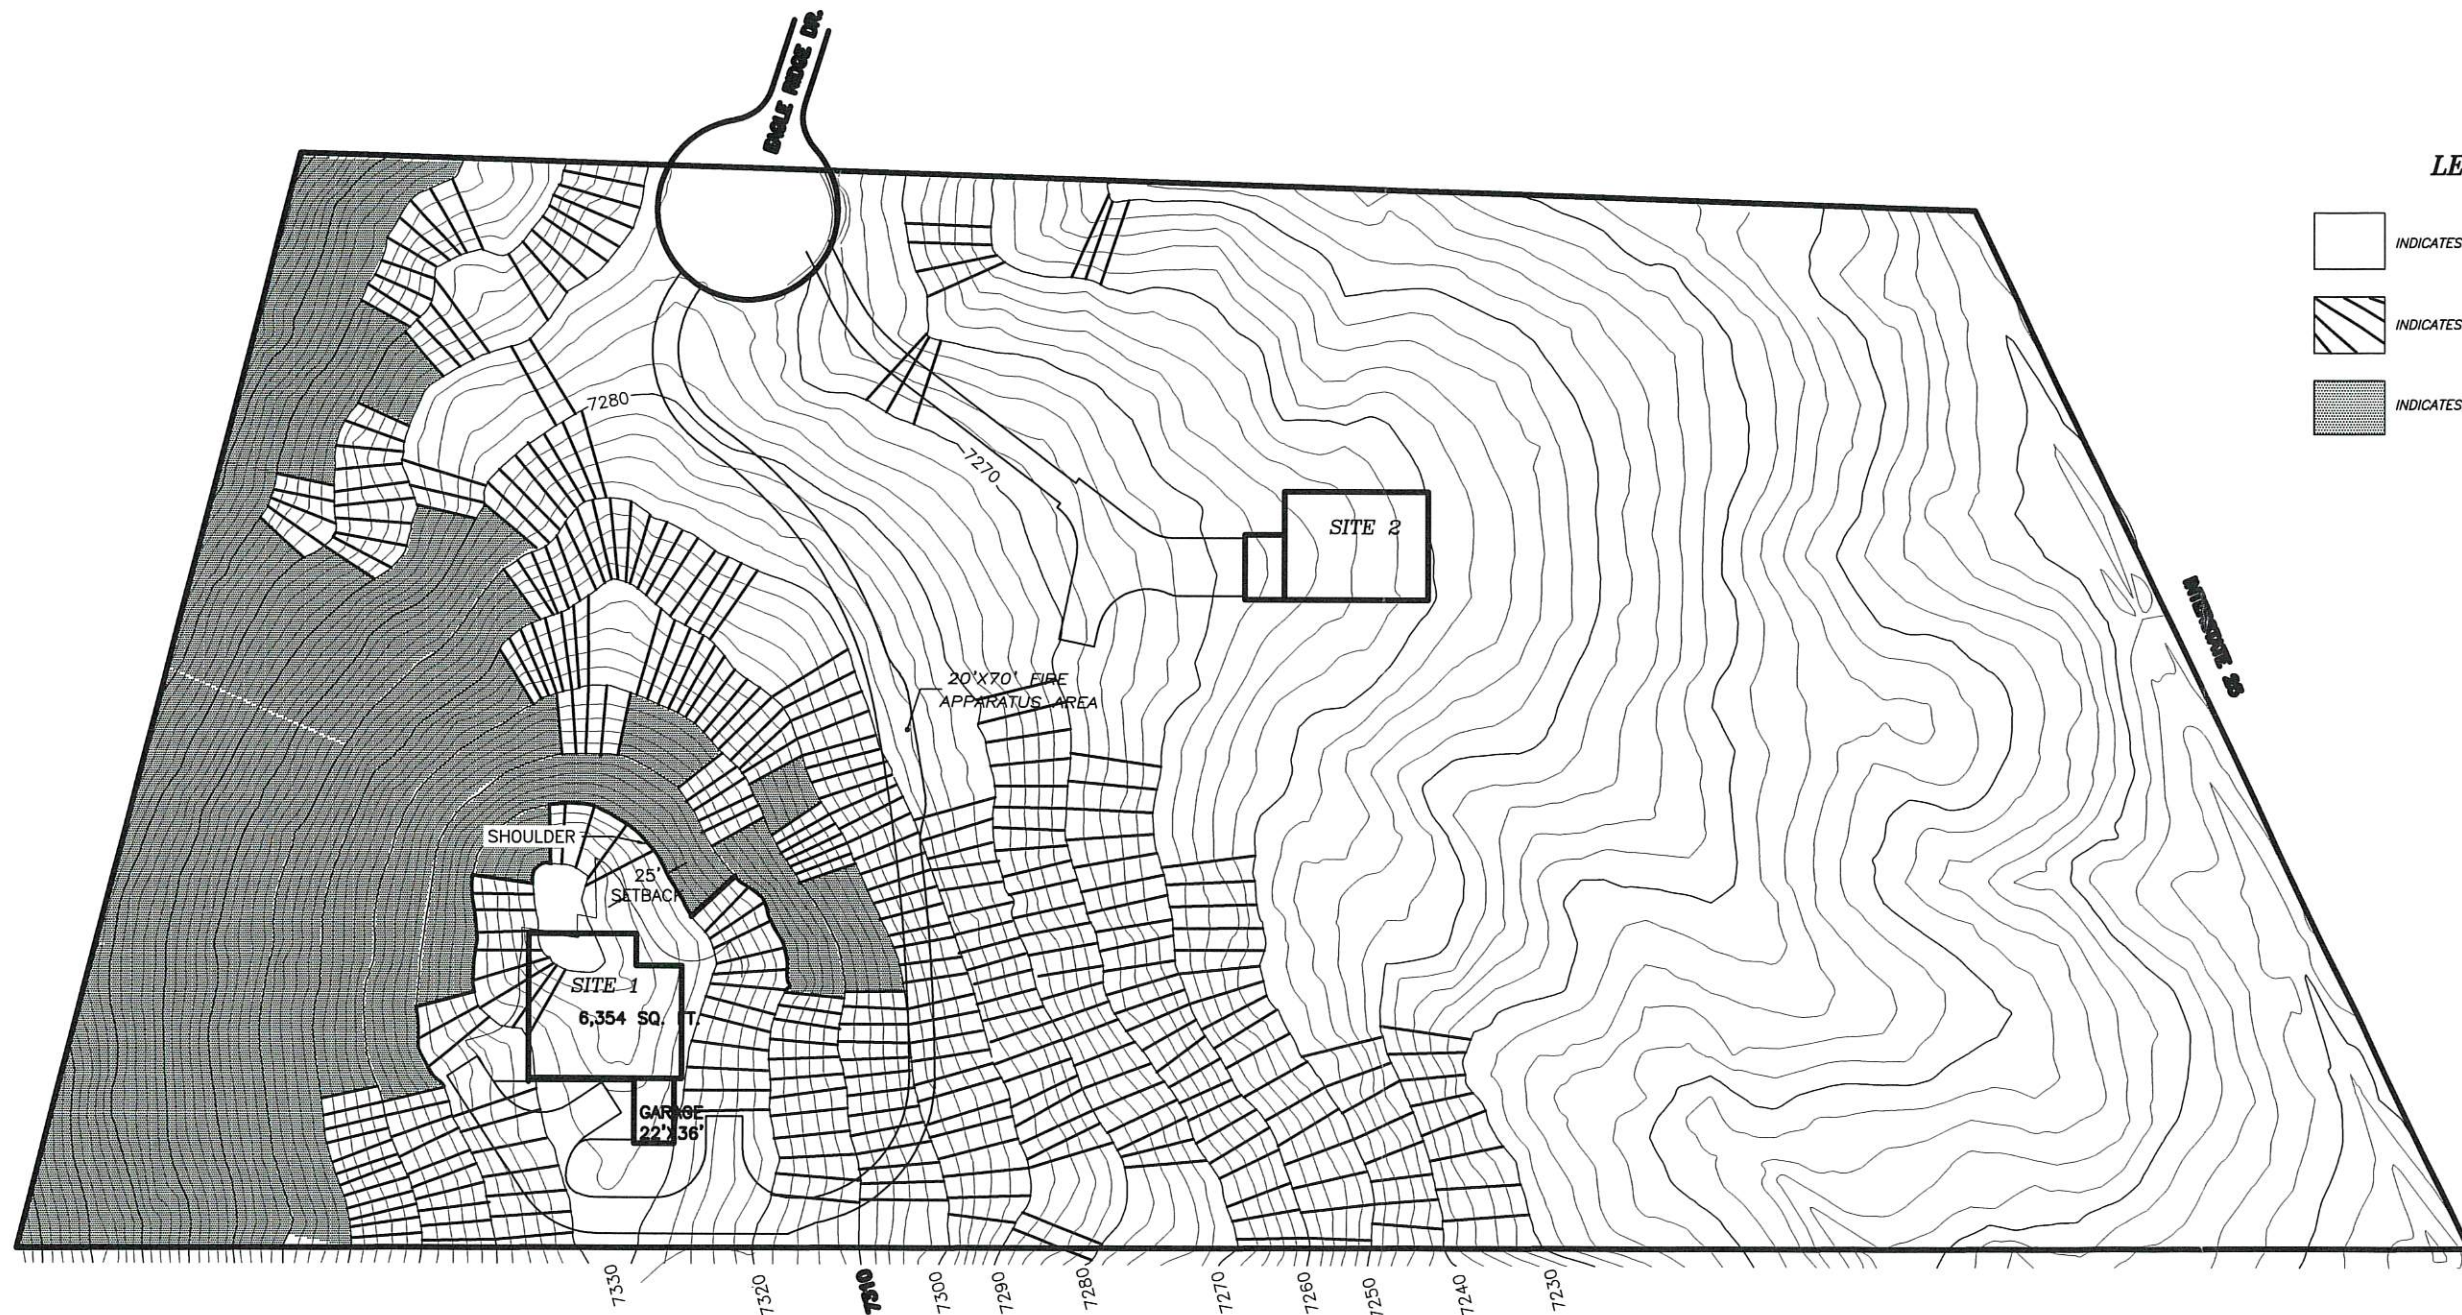 EAGLE RIDGE DR.
LE
INDICATES
INDICATES
INDICATES
7280
7270
SITE 2
INTERSTATE 25
20'X70' FIRE
APPARATUS AREA
SHOULDER
25'
SETBACK
SITE 1
6,354 SQ. FT.
GARAGE
22'X36'
7330
7320
7310
7300
7290
7280
7270
7260
7250
7240
7230